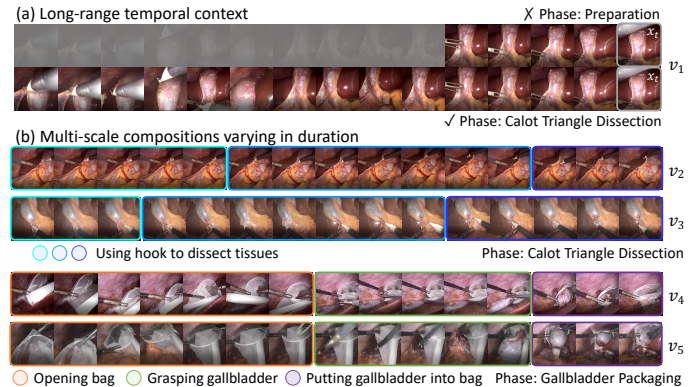 (a) Long-range temporal context
✗ Phase: Preparation
x_t
v_1
x_t
✓ Phase: Calot Triangle Dissection
(b) Multi-scale compositions varying in duration
v_2
v_3
Using hook to dissect tissues
Phase: Calot Triangle Dissection
v_4
v_5
Opening bag
Grasping gallbladder
Putting gallbladder into bag
Phase: Gallbladder Packaging